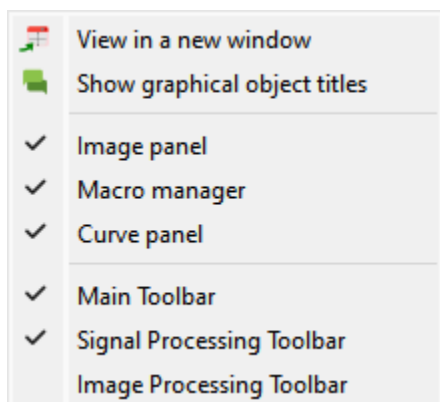 View in a new window
Show graphical object titles
Image panel
Macro manager
Curve panel
Main Toolbar
Signal Processing Toolbar
Image Processing Toolbar